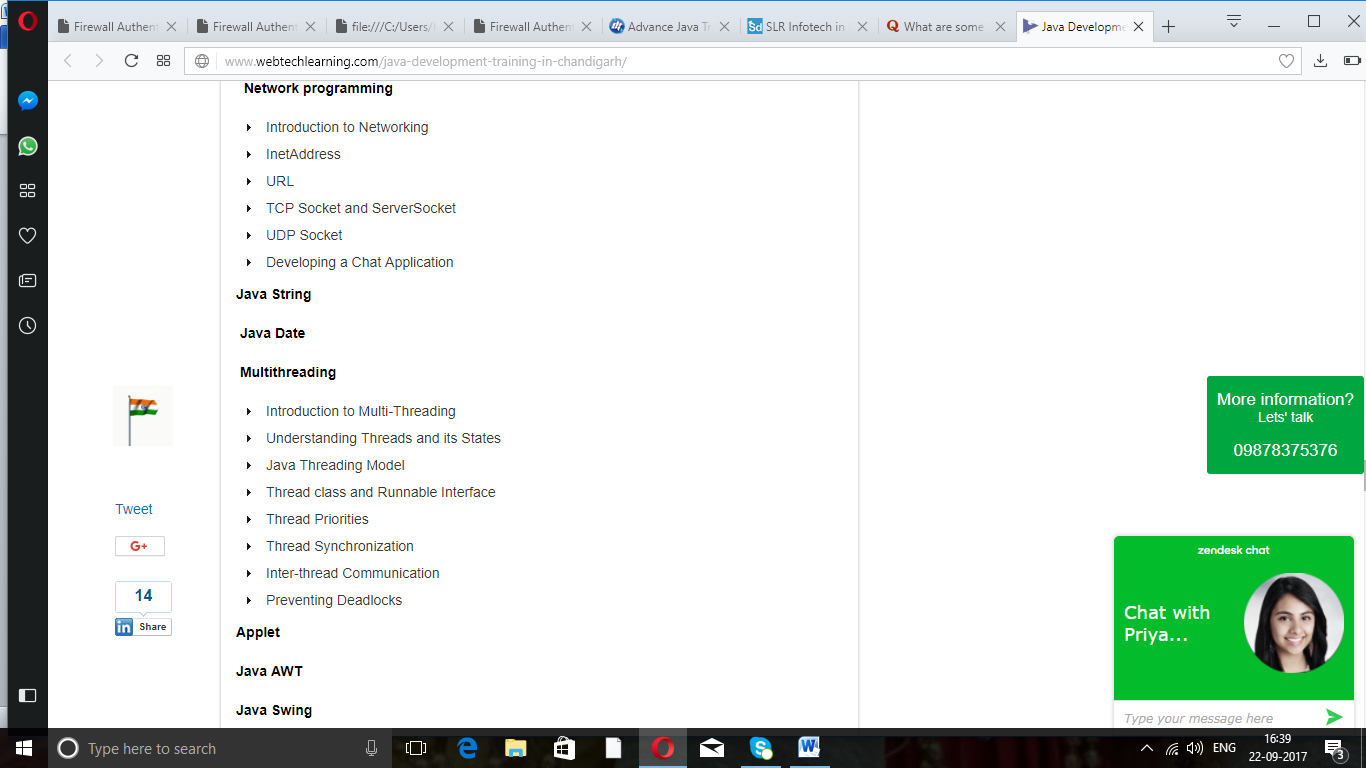 Firewall Authent
Firewall Authent
file:///C:/Users/
Firewall Authent
Advance Java Tr
SLR Infotech in
What are some
Java Developme
www.webtechlearning.com/java-development-training-in-chandigarh/
Network programming
Introduction to Networking
InetAddress
URL
TCP Socket and ServerSocket
UDP Socket
Developing a Chat Application
Java String
Java Date
Multithreading
Introduction to Multi-Threading
Understanding Threads and its States
Java Threading Model
Thread class and Runnable Interface
Thread Priorities
Thread Synchronization
Inter-thread Communication
Preventing Deadlocks
Applet
Java AWT
Java Swing
Tweet
G+
14
in Share
More information?
Lets' talk
09878375376
zendesk chat
Chat with
Priya...
Type your message here
Type here to search
ENG
16:39
22-09-2017
3